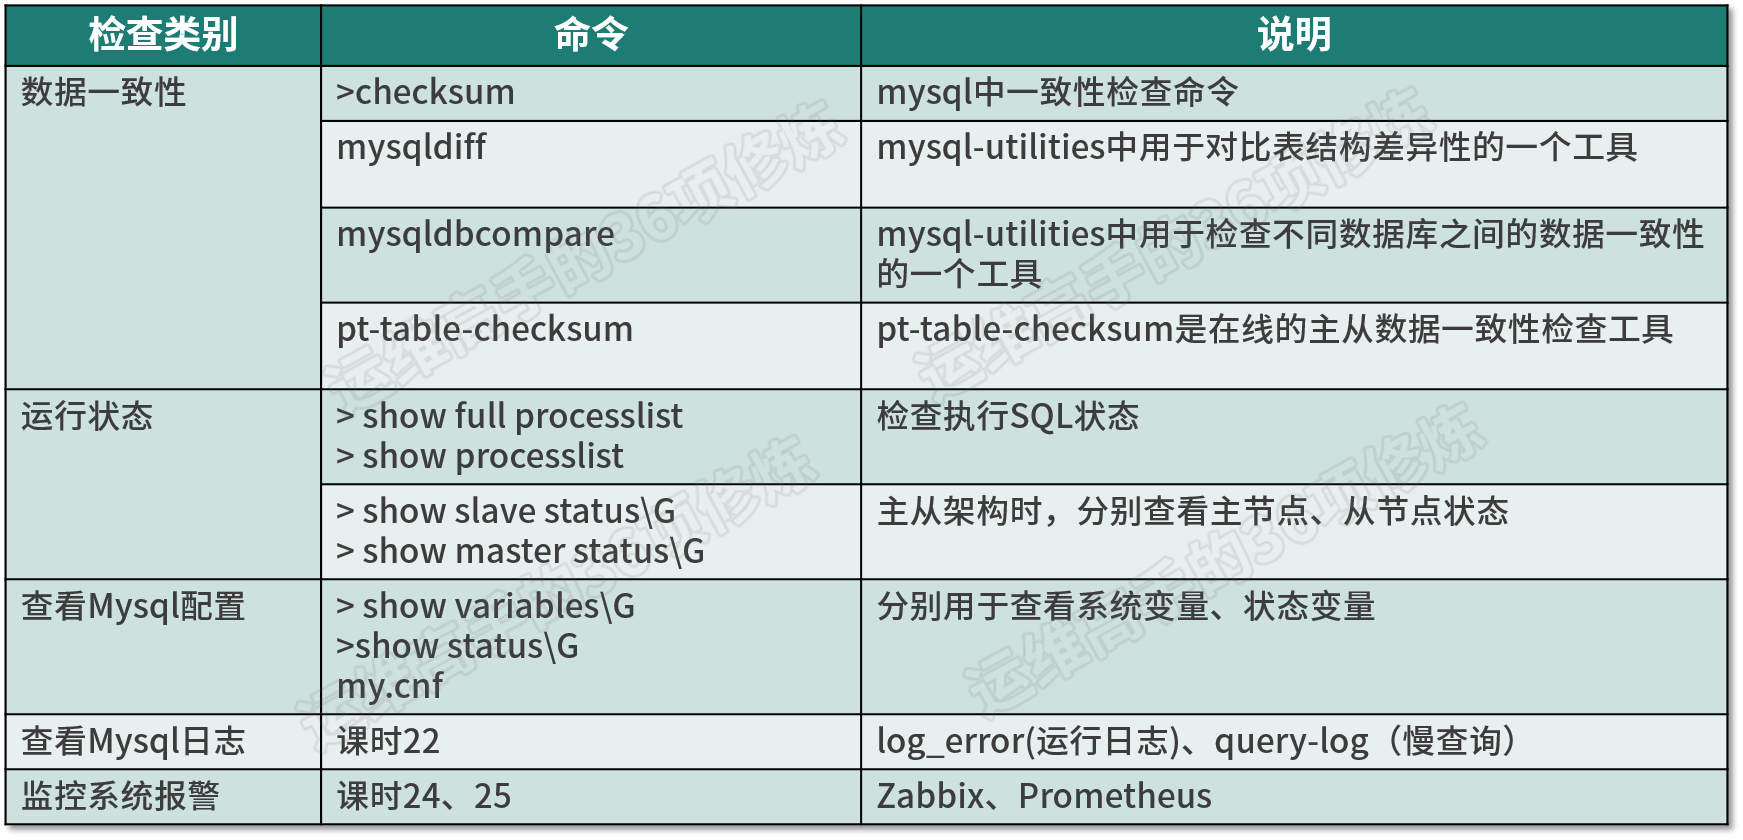 检查类别 命令 说明
数据一致性 >checksum mysql中一致性检查命令
mysqldiff mysql-utilities中用于对比表结构差异性的一个工具
mysqldbcompare mysql-utilities中用于检查不同数据库之间的数据一致性
的一个工具
pt-table-checksum pt-table-checksum是在线的主从数据一致性检查工具
运行状态 > show full processlist 检查执行SQL状态
> show processlist
> show slave status\G 主从架构时，分别查看主节点、从节点状态
> show master status\G
查看Mysql配置 > show variables\G 分别用于查看系统变量、状态变量
>show status\G
my.cnf
查看Mysql日志 课时22 log_error(运行日志)、query-log（慢查询）
监控系统报警 课时24、25 Zabbix、Prometheus
运维高手的36项修炼
运维高手的36项修炼
运维高手的36项修炼
运维高手的36项修炼